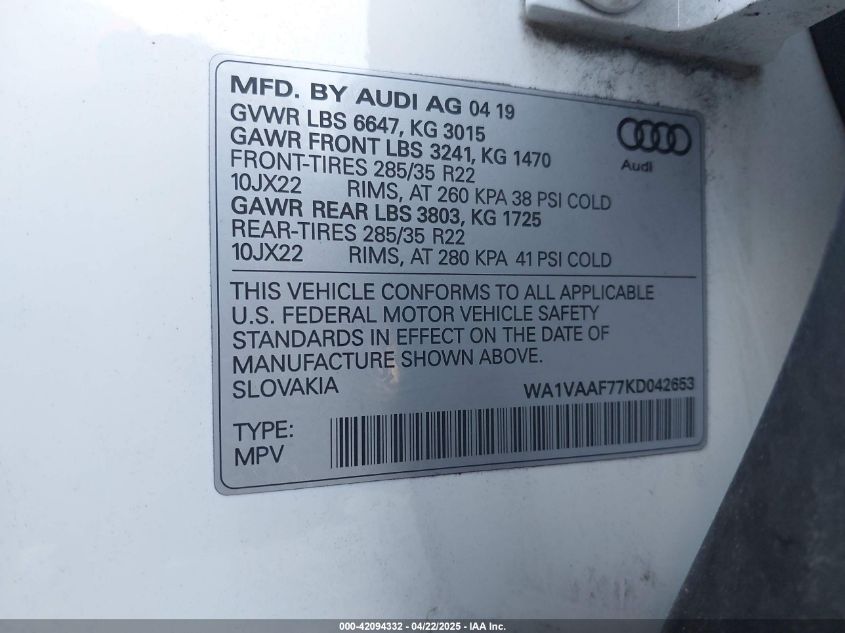 MFD. BY AUDI AG 04 19
GVWR LBS 6647, KG 3015
GAWR FRONT LBS 3241, KG 1470
FRONT-TIRES 285/35 R22
10JX22 RIMS, AT 260 KPA 38 PSI COLD
GAWR REAR LBS 3803, KG 1725
REAR-TIRES 285/35 R22
10JX22 RIMS, AT 280 KPA 41 PSI COLD
Audi
THIS VEHICLE CONFORMS TO ALL APPLICABLE
U.S. FEDERAL MOTOR VEHICLE SAFETY
STANDARDS IN EFFECT ON THE DATE OF
MANUFACTURE SHOWN ABOVE.
SLOVAKIA WA1VAAF77KD042653
TYPE:
MPV
000-42094332 - 04/22/2025 - IAA Inc.